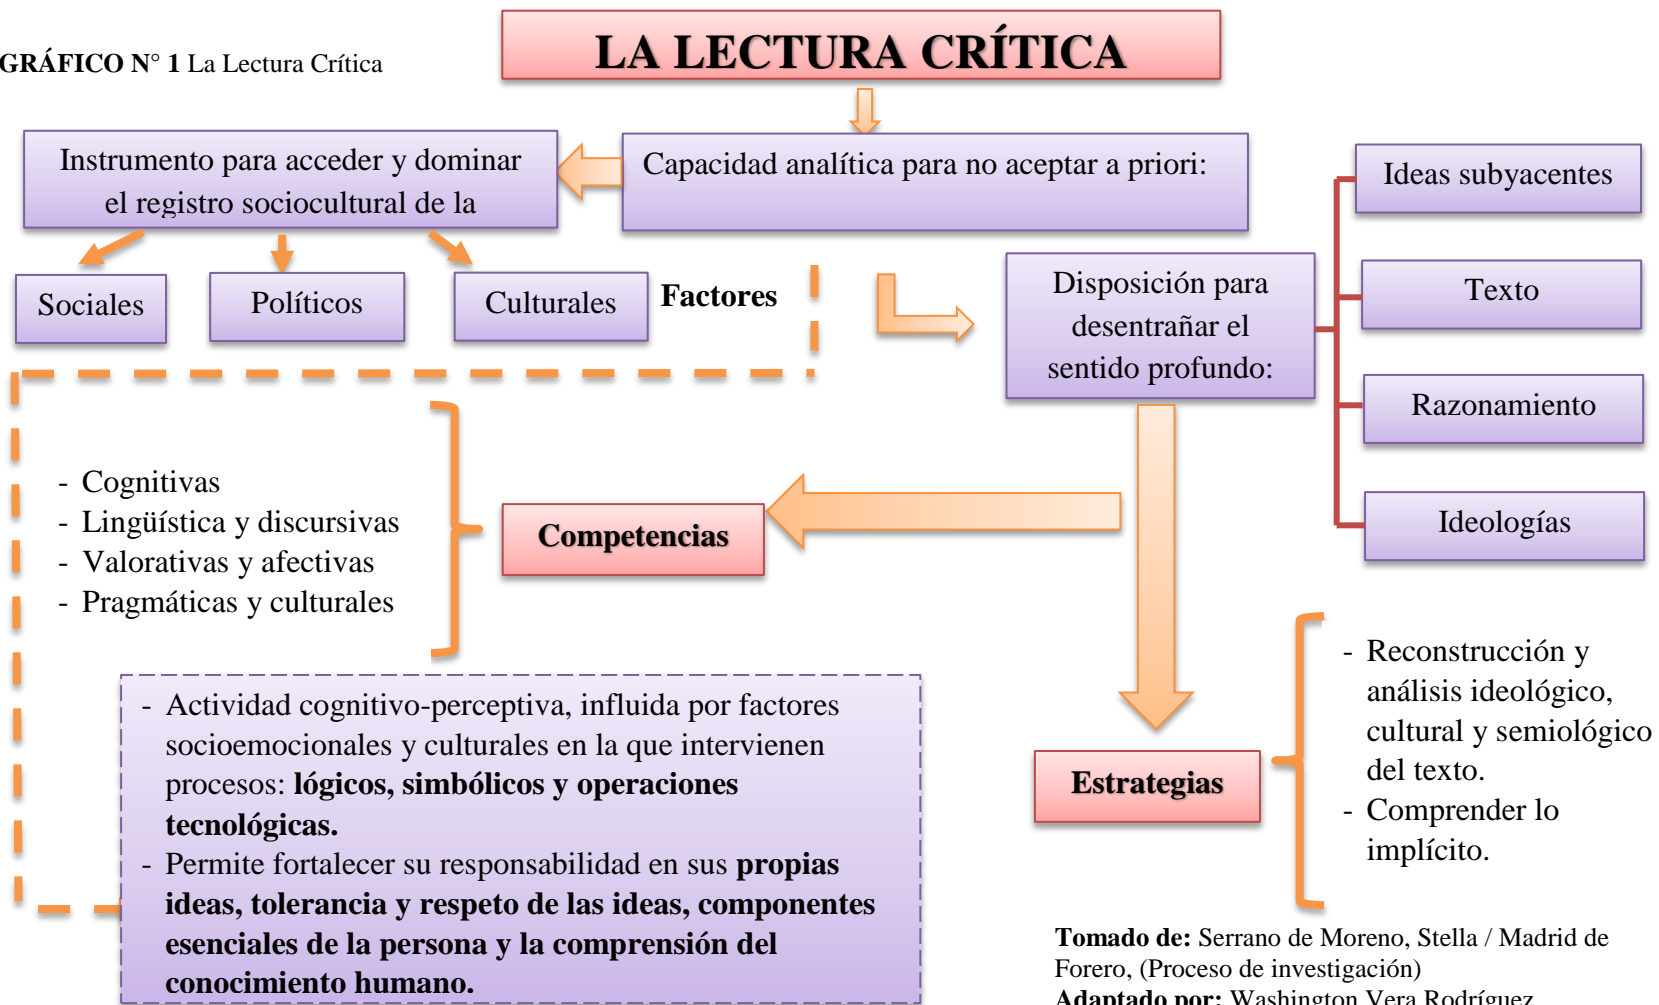 GRÁFICO N° 1 La Lectura Crítica
LA LECTURA CRÍTICA
Instrumento para acceder y dominar
el registro sociocultural de la
Capacidad analítica para no aceptar a priori:
Sociales
Políticos
Culturales
Factores
Disposición para
desentrañar el
sentido profundo:
Ideas subyacentes
Texto
Razonamiento
Ideologías
- Cognitivas
- Lingüística y discursivas
- Valorativas y afectivas
- Pragmáticas y culturales
Competencias
- Actividad cognitivo-perceptiva, influida por factores
socioemocionales y culturales en la que intervienen
procesos: lógicos, simbólicos y operaciones
tecnológicas.
- Permite fortalecer su responsabilidad en sus propias
ideas, tolerancia y respeto de las ideas, componentes
esenciales de la persona y la comprensión del
conocimiento humano.
Estrategias
- Reconstrucción y
análisis ideológico,
cultural y semiológico
del texto.
- Comprender lo
implícito.
Tomado de: Serrano de Moreno, Stella / Madrid de
Forero, (Proceso de investigación)
Adaptado por: Washington Vera Rodríguez